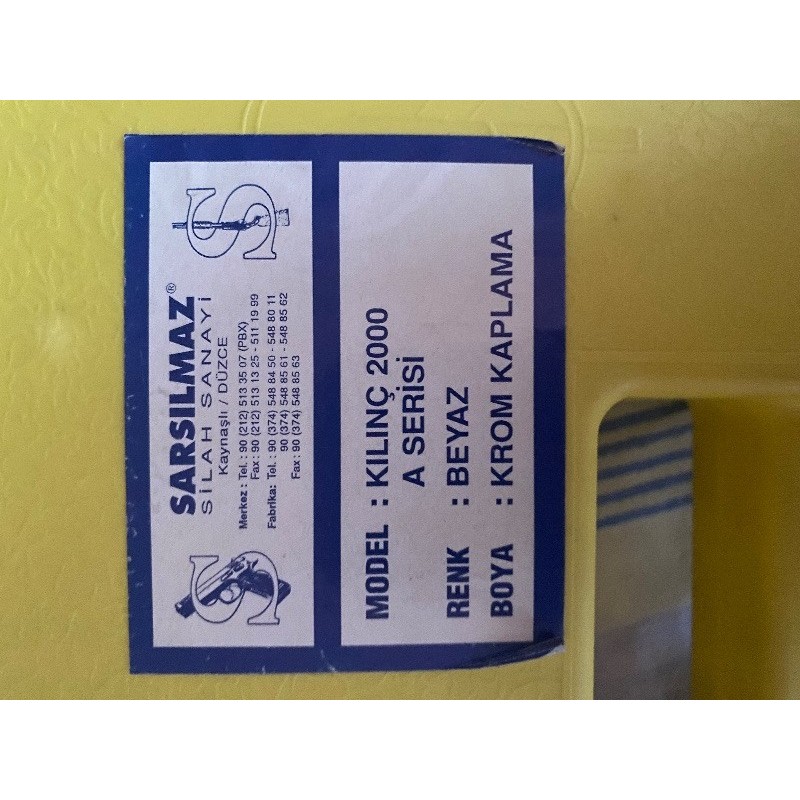 SARSILMAZ®
SİLAH SANAYİ
Kaynaşlı / DÜZCE
Merkez : Tel. : 90 (212) 513 35 07 (PBX)
Fax : 90 (212) 513 13 25 - 511 19 99
Fabrika: Tel. : 90 (374) 548 84 50 - 548 80 11
90 (374) 548 85 61 - 548 85 62
Fax : 90 (374) 548 85 63
MODEL : KILINÇ 2000
A SERİSİ
RENK : BEYAZ
BOYA : KROM KAPLAMA